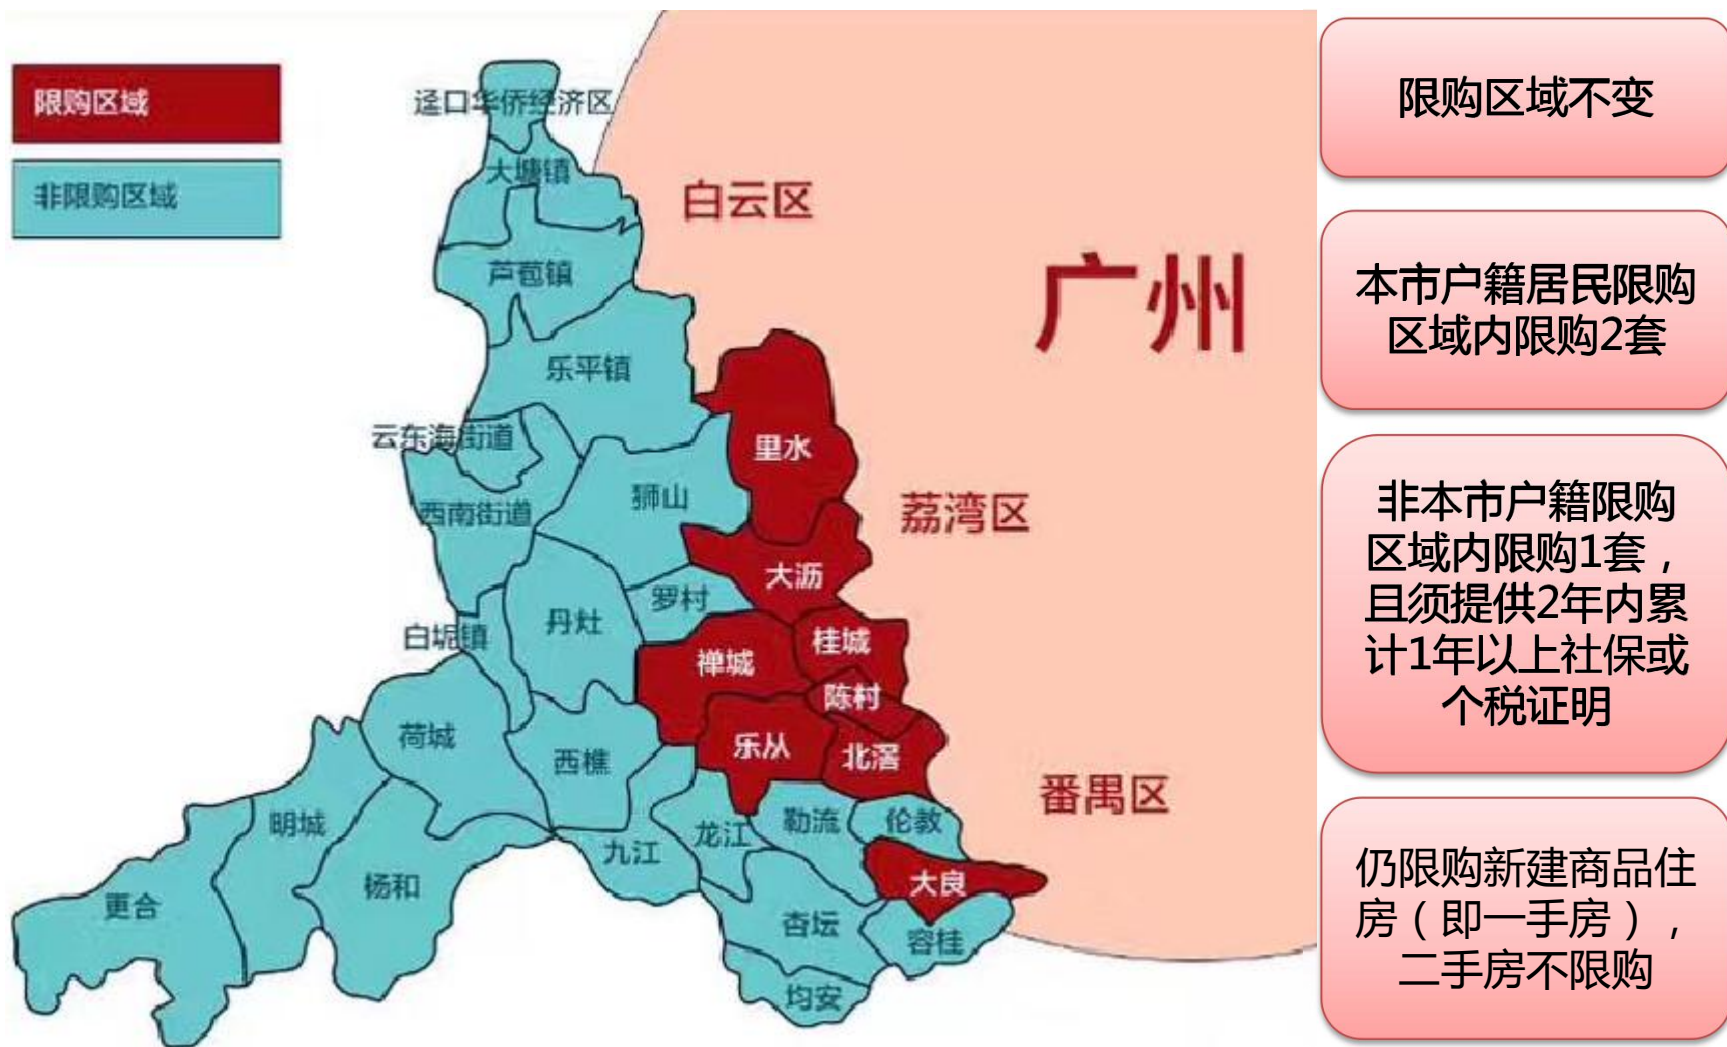 限购区域
非限购区域
迳口华侨经济区
大塘镇
白云区
芦苞镇
广州
乐平镇
云东海街道
里水
狮山
西南街道
荔湾区
大沥
罗村
丹灶
白坭镇
桂城
禅城
陈村
荷城
乐从
北滘
西樵
番禺区
明城
龙江
勒流
伦教
九江
更合
杨和
大良
杏坛
容桂
均安
限购区域不变
本市户籍居民限购
区域内限购2套
非本市户籍限购
区域内限购1套，
且须提供2年内累
计1年以上社保或
个税证明
仍限购新建商品住
房（即一手房），
二手房不限购